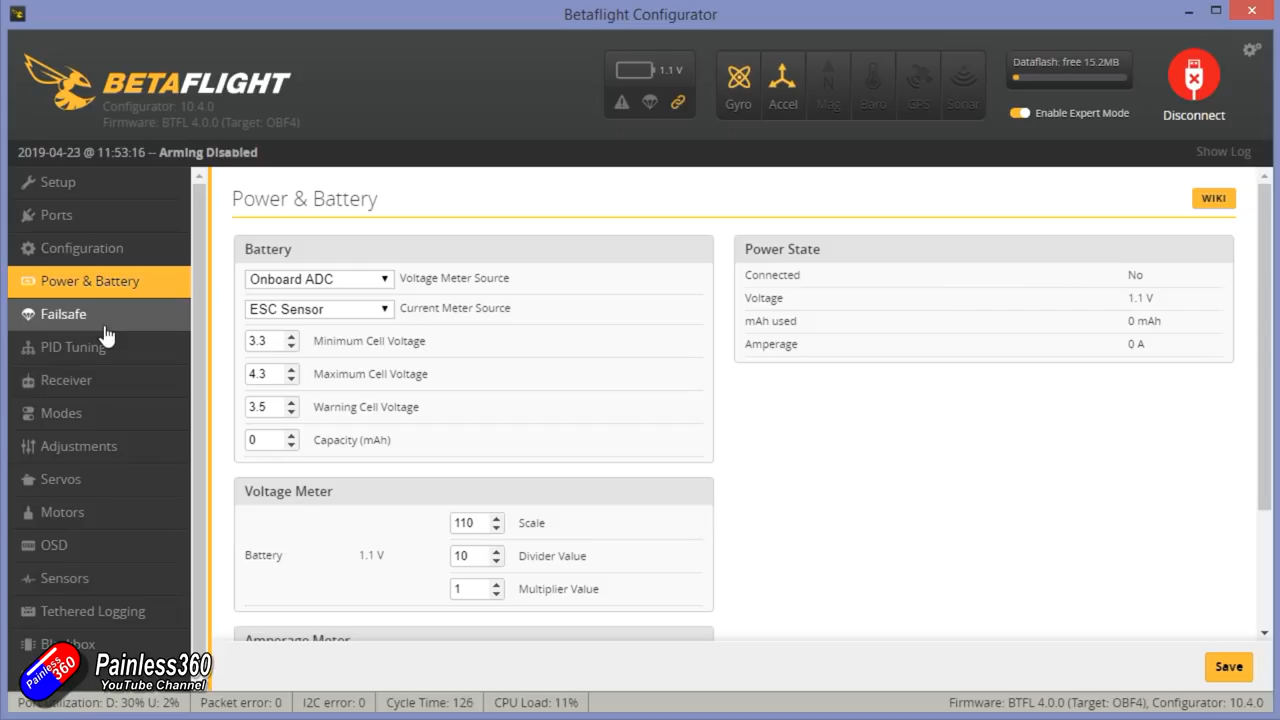 Betaflight Configurator
BETAFLIGHT
Configurator: 10.4.0
Firmware: BTFL 4.0.0 (Target: OBF4)
1.1 V
Gyro
Accel
Mag
Baro
GPS
Sonar
Dataflash: free 15.2MB
Enable Expert Mode
Disconnect
2019-04-23 @ 11:53:16 -- Arming Disabled
Show Log
Setup
Ports
Configuration
Power & Battery
Failsafe
PID Tuning
Receiver
Modes
Adjustments
Servos
Motors
OSD
Sensors
Tethered Logging
Blackbox
Power & Battery
WIKI
Battery
Onboard ADC Voltage Meter Source
ESC Sensor Current Meter Source
3.3 Minimum Cell Voltage
4.3 Maximum Cell Voltage
3.5 Warning Cell Voltage
0 Capacity (mAh)
Power State
Connected No
Voltage 1.1 V
mAh used 0 mAh
Amperage 0 A
Voltage Meter
Battery 1.1 V
110 Scale
10 Divider Value
1 Multiplier Value
Amperage Meter
Save
Painless360
Painless360
YouTube Channel
Port utilization: D: 30% U: 2%
Packet error: 0
I2C error: 0
Cycle Time: 126
CPU Load: 11%
Firmware: BTFL 4.0.0 (Target: OBF4), Configurator: 10.4.0